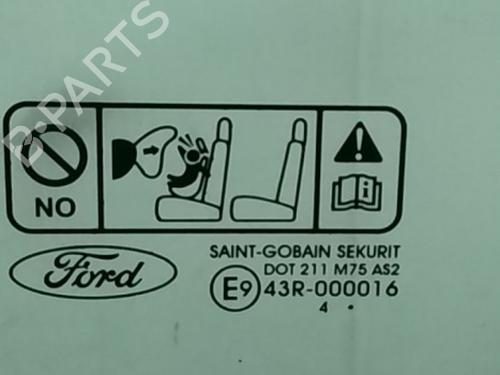 B-PARTS
NO
i
Ford
SAINT-GOBAIN SEKURIT
DOT 211 M75 AS2
E9 43R-000016
4 .